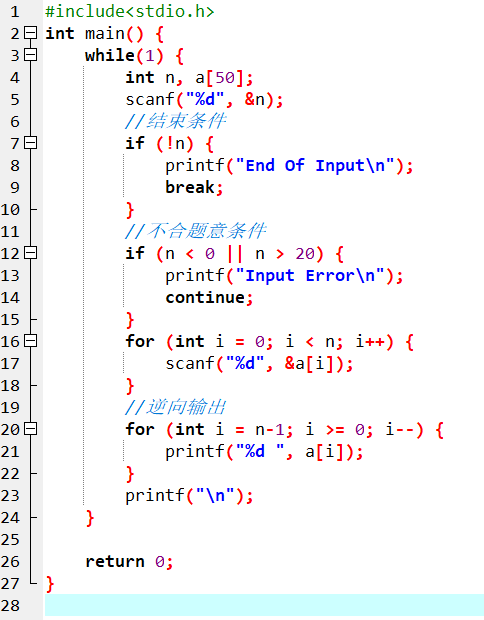 1 #include<stdio.h>
2 int main() {
3 while(1) {
4 int n, a[50];
5 scanf("%d", &n);
6 //结束条件
7 if (!n) {
8 printf("End Of Input\n");
9 break;
10 }
11 //不合题意条件
12 if (n < 0 || n > 20) {
13 printf("Input Error\n");
14 continue;
15 }
16 for (int i = 0; i < n; i++) {
17 scanf("%d", &a[i]);
18 }
19 //逆向输出
20 for (int i = n-1; i >= 0; i--) {
21 printf("%d ", a[i]);
22 }
23 printf("\n");
24 }
25
26 return 0;
27 }
28